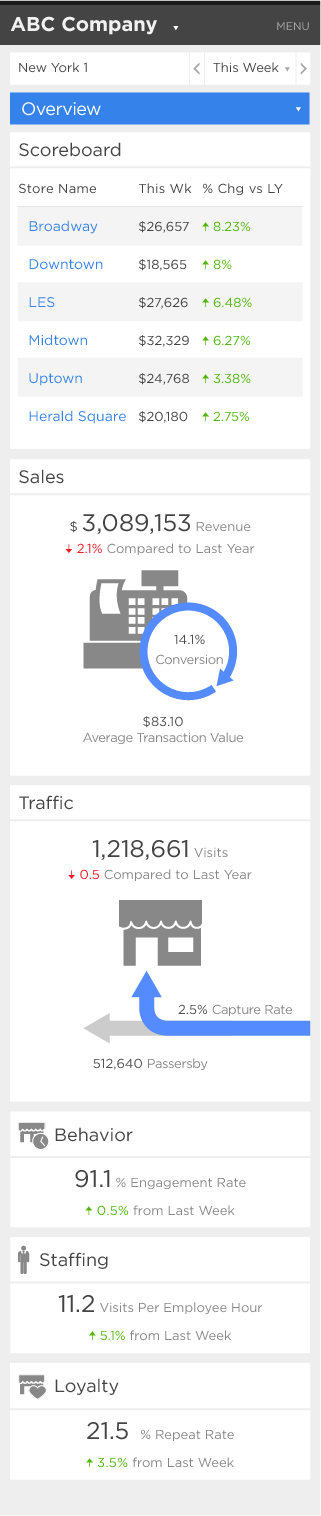 ABC Company
MENU
New York 1
This Week
Overview
Scoreboard
Store Name This Wk % Chg vs LY
Broadway $26,657 8.23%
Downtown $18,565 8%
LES $27,626 6.48%
Midtown $32,329 6.27%
Uptown $24,768 3.38%
Herald Square $20,180 2.75%
Sales
$ 3,089,153 Revenue
2.1% Compared to Last Year
14.1%
Conversion
$83.10
Average Transaction Value
Traffic
1,218,661 Visits
0.5 Compared to Last Year
2.5% Capture Rate
512,640 Passersby
Behavior
91.1 % Engagement Rate
0.5% from Last Week
Staffing
11.2 Visits Per Employee Hour
5.1% from Last Week
Loyalty
21.5 % Repeat Rate
3.5% from Last Week